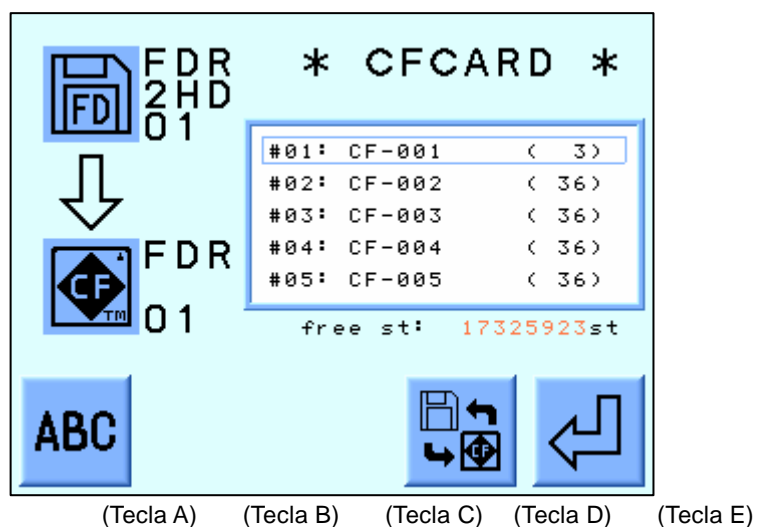 FDR
2HD
01
FD
* CFCARD *
#01: CF-001 ( 3)
#02: CF-002 ( 36)
#03: CF-003 ( 36)
#04: CF-004 ( 36)
#05: CF-005 ( 36)
FDR
01
CF
TM
free st: 17325923st
ABC
CF
(Tecla A) (Tecla B) (Tecla C) (Tecla D) (Tecla E)